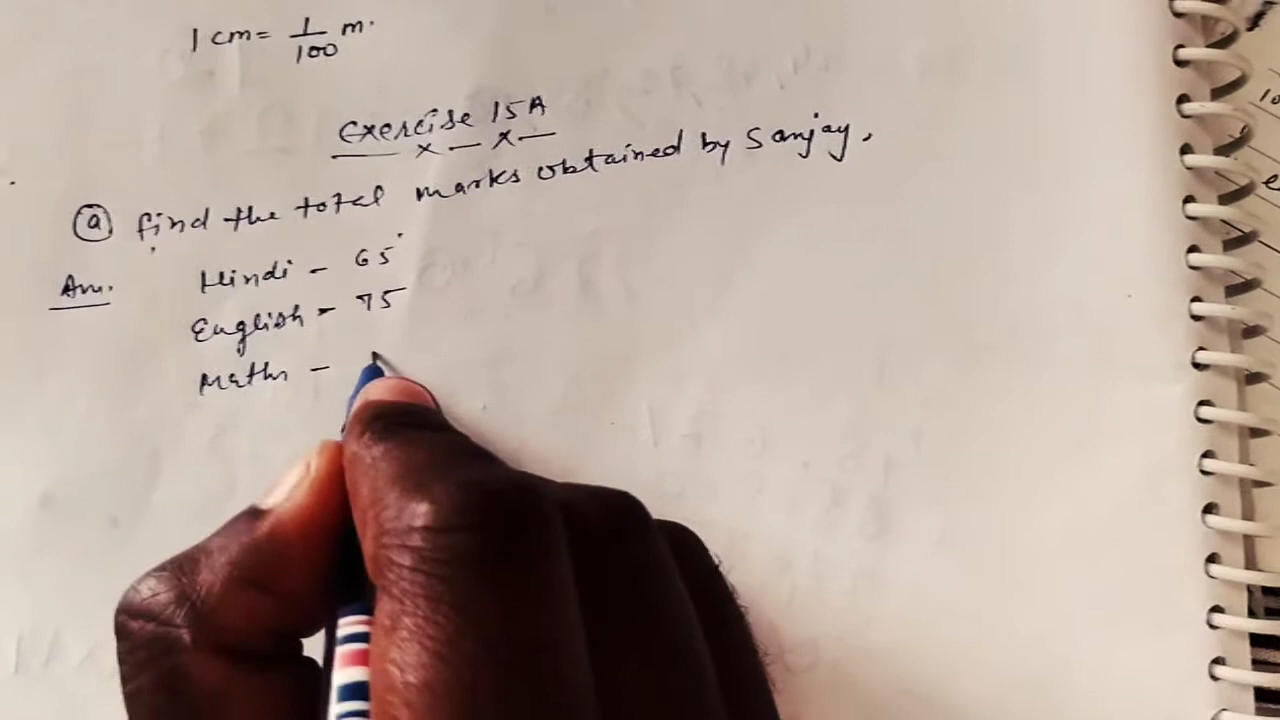 1 cm = 1/100 m.
Exercise 15A
ⓐ find the total marks obtained by Sanjay.
Ans. Hindi - 65
English - 75
Maths -
10